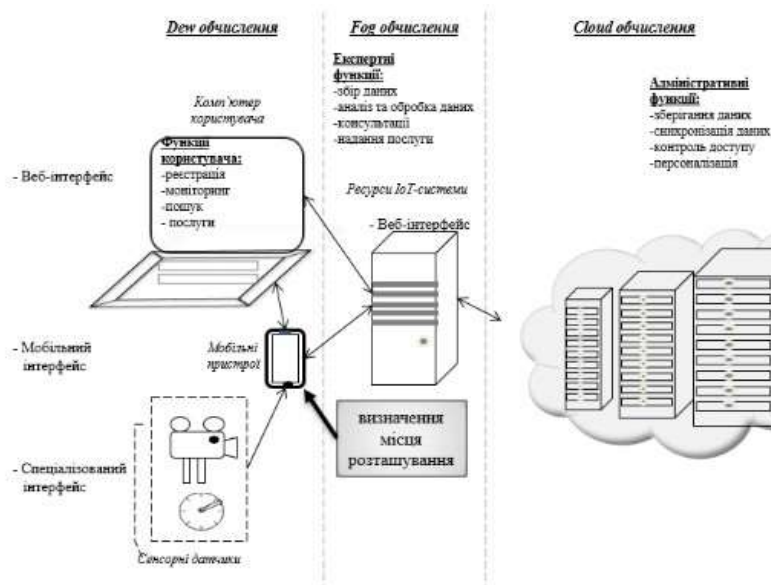 Dew обчислення
Fog обчислення
Cloud обчислення
Експертні
функції:
-збір даних
-аналіз та обробка даних
-консультації
-надання послуги
Адміністративні
функції:
-зберігання даних
-синхронізація даних
-контроль доступу
-персоналізація
Комп'ютер
користувача
Функції
користувача:
-реєстрація
-моніторинг
-пошук
- послуги
- Веб-інтерфейс
Ресурси IoT-системи
- Веб-інтерфейс
- Мобільний
інтерфейс
Мобільні
пристрої
визначення
місця
розташування
- Спеціалізований
інтерфейс
Сенсорні датчики